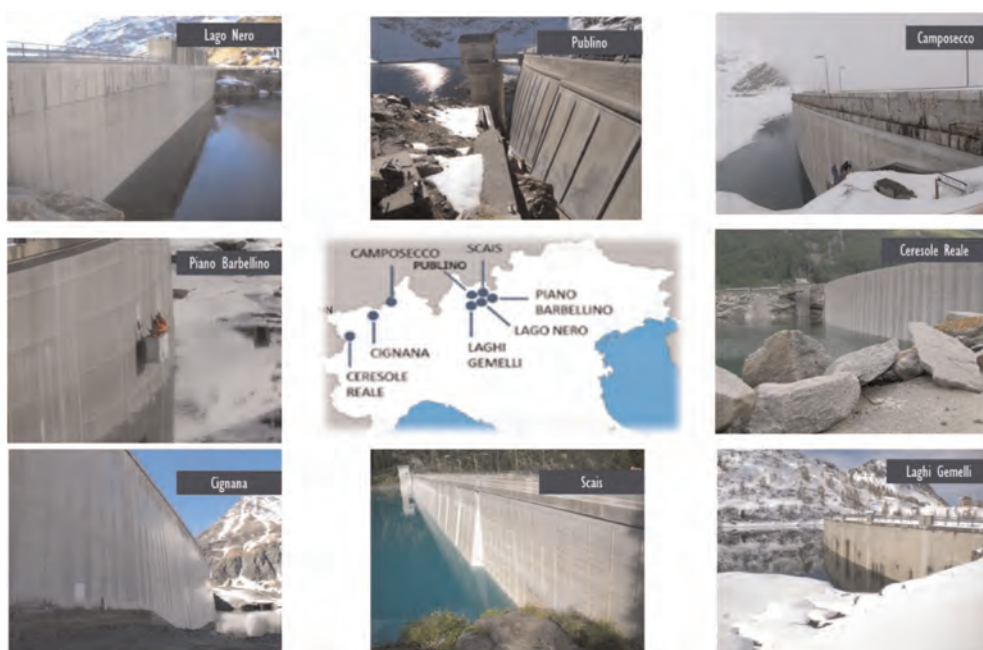 Lago Nero
Publino
Camposecco
Piano Barbellino
CAMPOSECCO
SCAIS
PUBLINO
PIANO
BARBELLINO
LAGO NERO
ON
CIGNANA
LAGHI
GEMELLI
CERESOLE
REALE
Ceresole Reale
Cignana
Scais
Laghi Gemelli